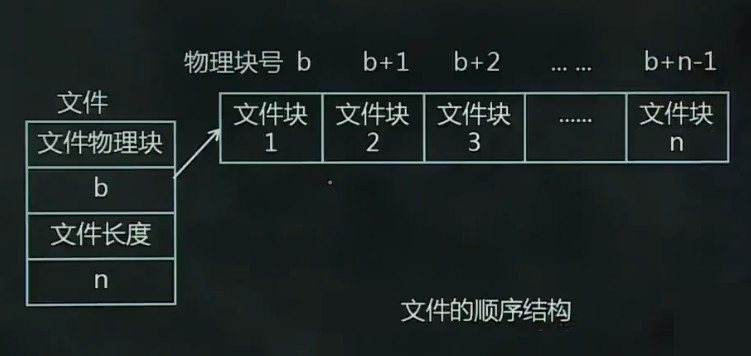 物理块号 b b+1 b+2 ... ... b+n-1
文件
文件块 文件块 文件块 ...... 文件块
1 2 3 n
文件物理块
b
文件长度
n
文件的顺序结构